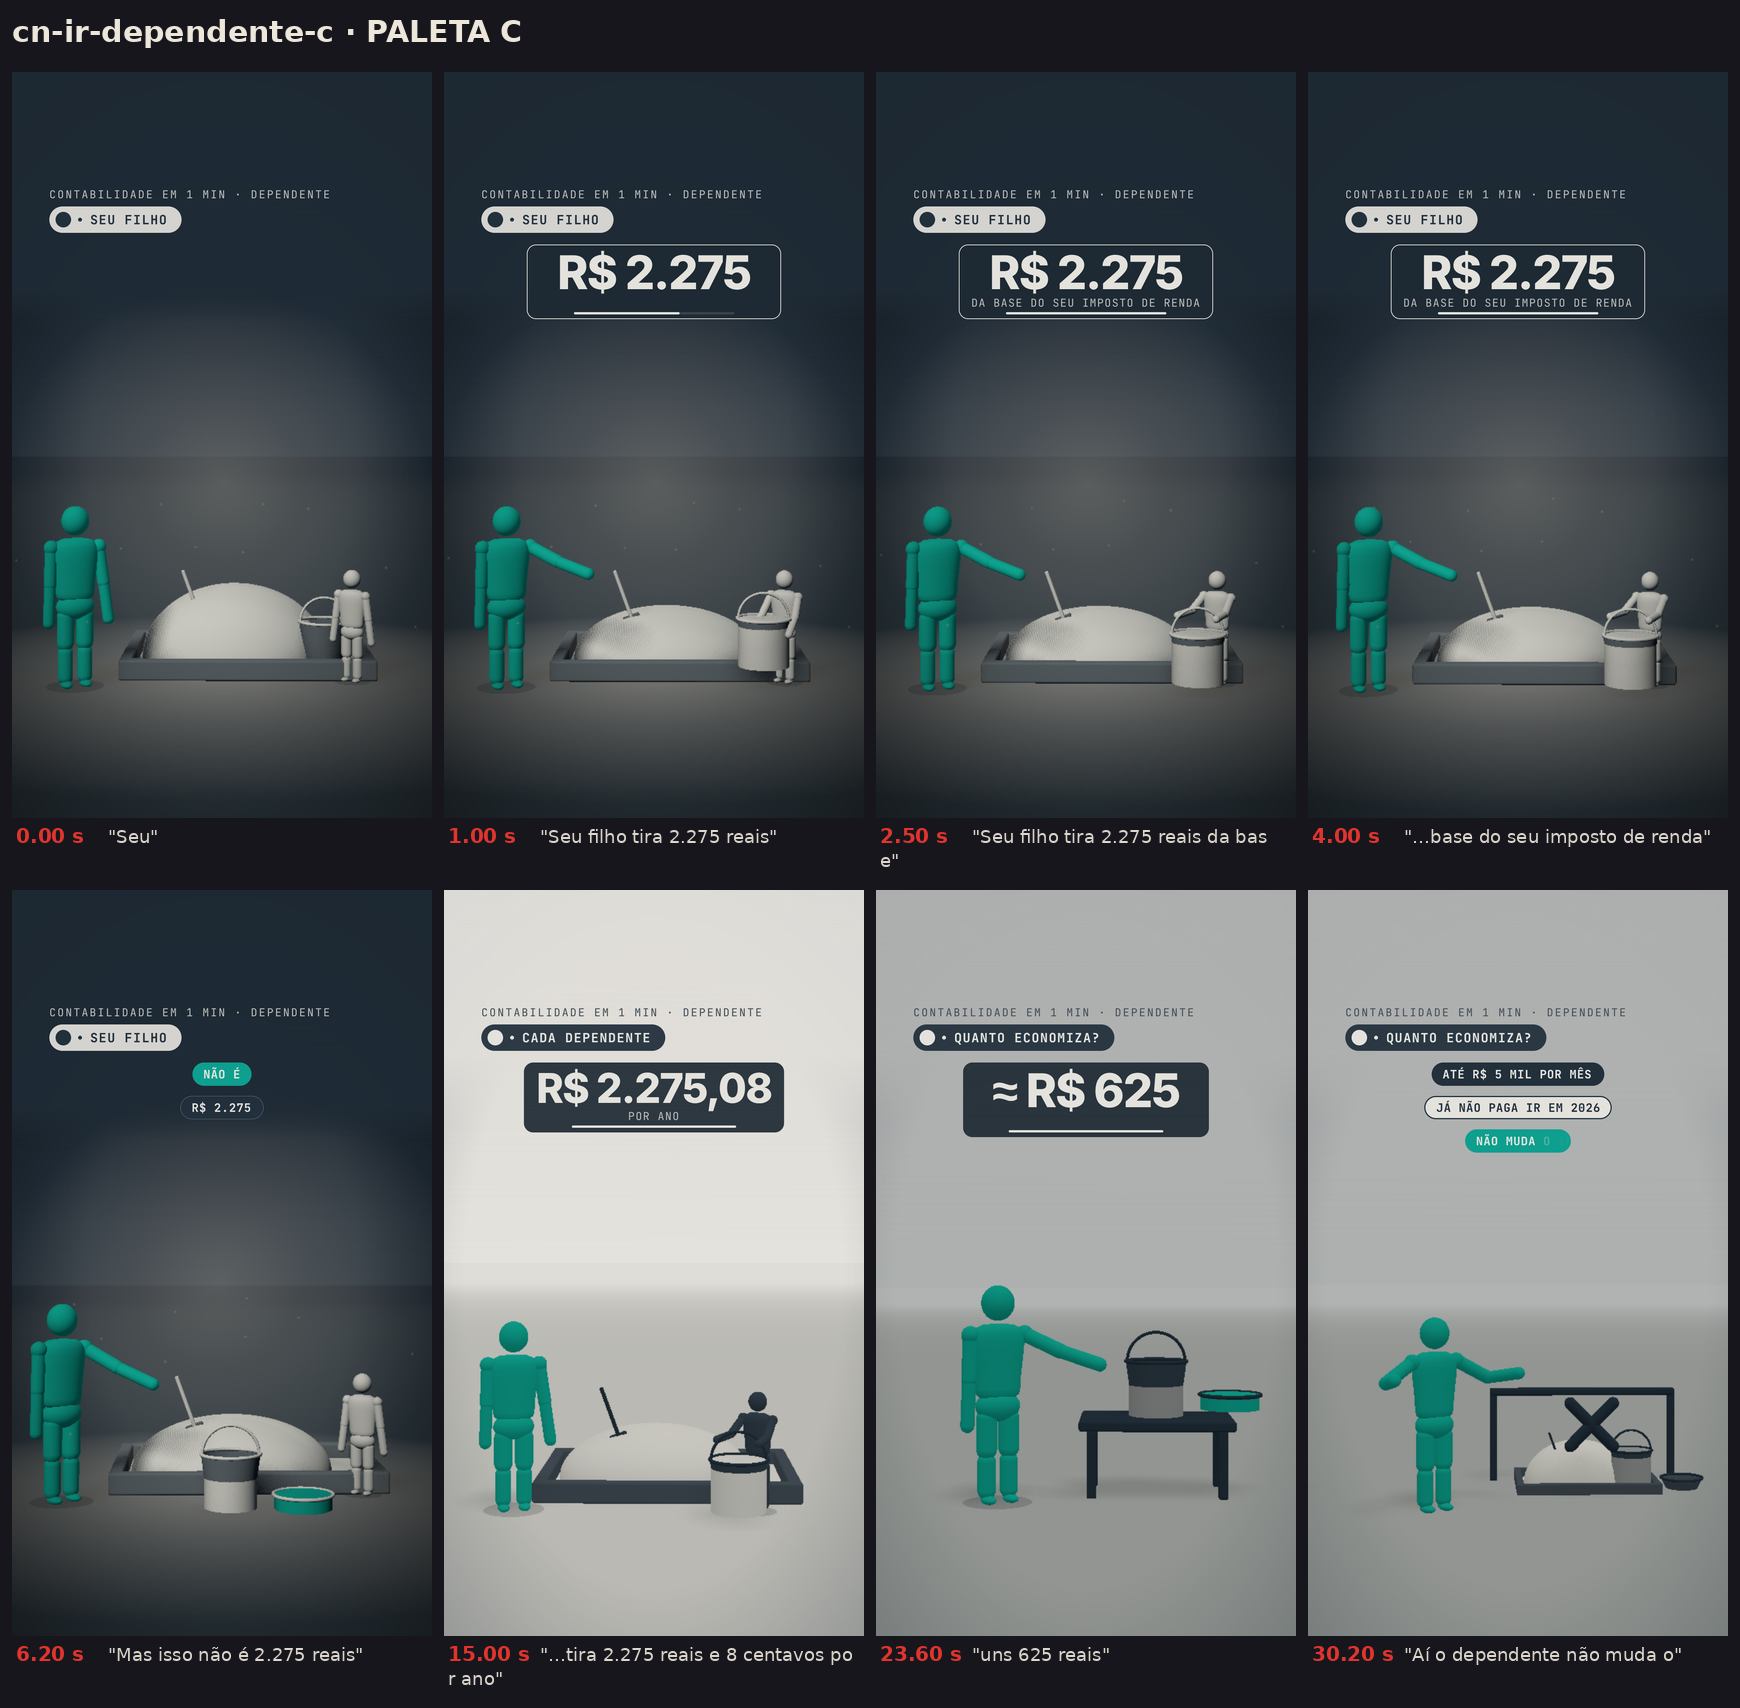 cn-ir-dependente-c · PALETA C
CONTABILIDADE EM 1 MIN · DEPENDENTE
• SEU FILHO
0.00 s "Seu"
CONTABILIDADE EM 1 MIN · DEPENDENTE
• SEU FILHO
R$ 2.275
1.00 s "Seu filho tira 2.275 reais"
CONTABILIDADE EM 1 MIN · DEPENDENTE
• SEU FILHO
R$ 2.275
DA BASE DO SEU IMPOSTO DE RENDA
2.50 s "Seu filho tira 2.275 reais da bas
e"
CONTABILIDADE EM 1 MIN · DEPENDENTE
• SEU FILHO
R$ 2.275
DA BASE DO SEU IMPOSTO DE RENDA
4.00 s "...base do seu imposto de renda"
CONTABILIDADE EM 1 MIN · DEPENDENTE
• SEU FILHO
NÃO É
R$ 2.275
6.20 s "Mas isso não é 2.275 reais"
CONTABILIDADE EM 1 MIN · DEPENDENTE
• CADA DEPENDENTE
R$ 2.275,08
POR ANO
15.00 s "...tira 2.275 reais e 8 centavos po
r ano"
CONTABILIDADE EM 1 MIN · DEPENDENTE
• QUANTO ECONOMIZA?
≈ R$ 625
23.60 s "uns 625 reais"
CONTABILIDADE EM 1 MIN · DEPENDENTE
• QUANTO ECONOMIZA?
ATÉ R$ 5 MIL POR MÊS
JÁ NÃO PAGA IR EM 2026
NÃO MUDA O
30.20 s "Aí o dependente não muda o"